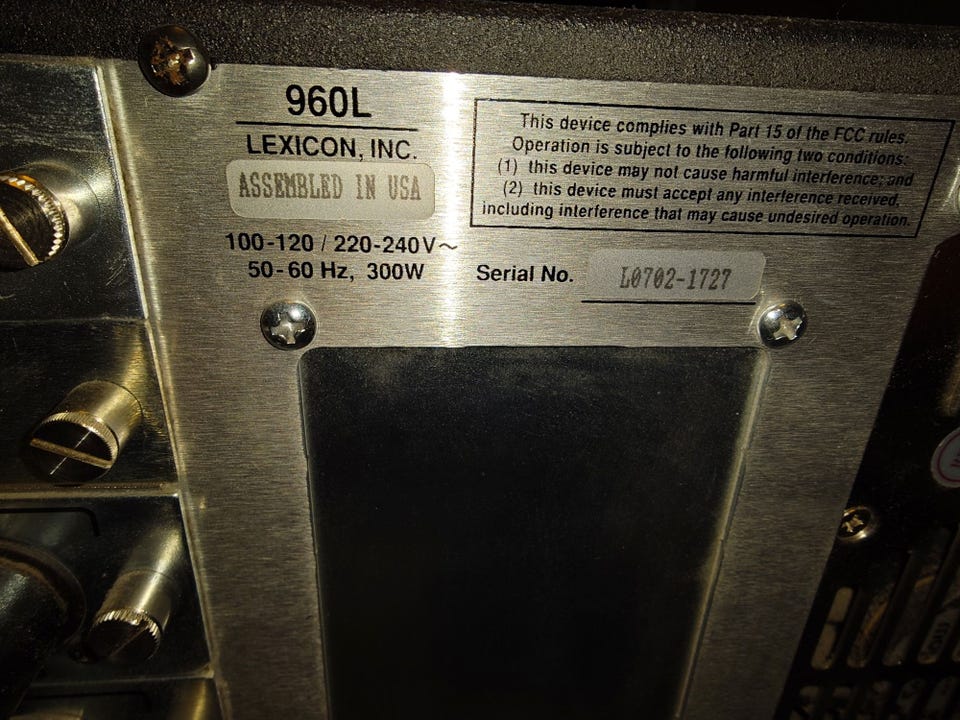 960L
LEXICON, INC.
ASSEMBLED IN USA
100-120 / 220-240V~
50-60 Hz, 300W
This device complies with Part 15 of the FCC rules.
Operation is subject to the following two conditions:
(1) this device may not cause harmful interference; and
(2) this device must accept any interference received,
including interference that may cause undesired operation.
Serial No. L0702-1727